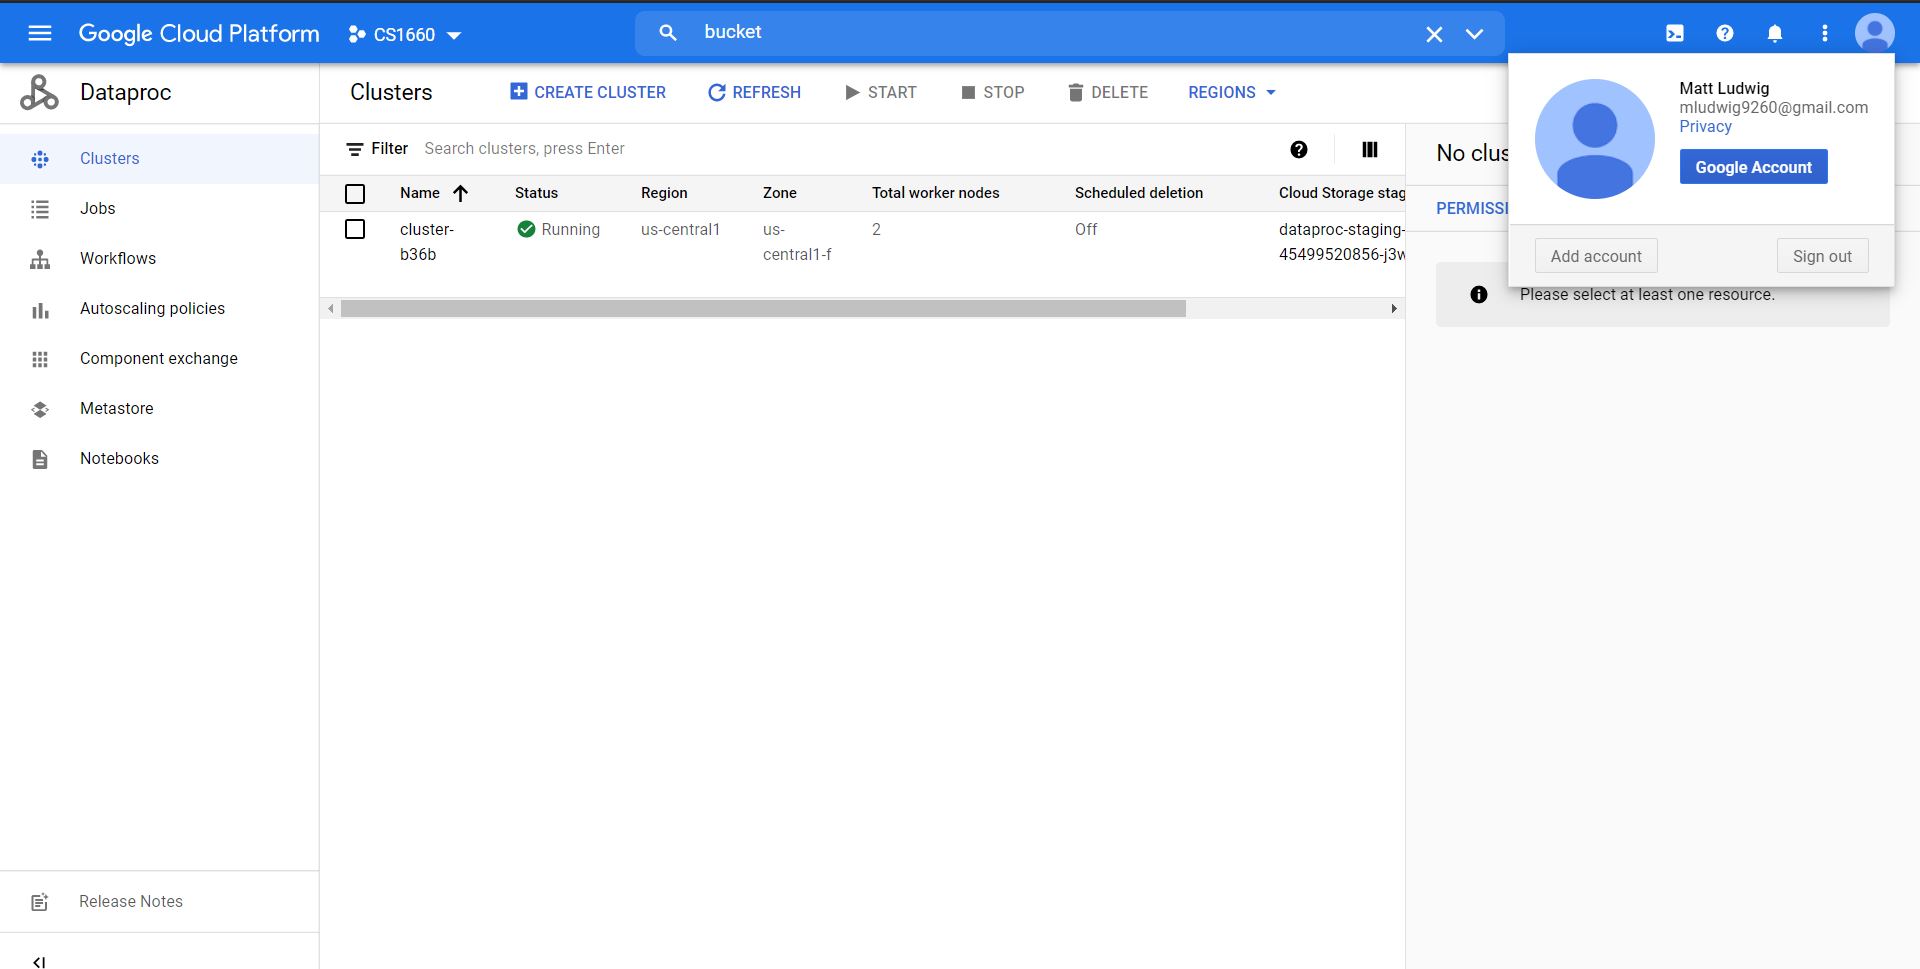 Google Cloud Platform
CS1660
bucket
Dataproc
Clusters
CREATE CLUSTER
REFRESH
START
STOP
DELETE
REGIONS
Matt Ludwig
mludwig9260@gmail.com
Privacy
Google Account
Add account
Sign out
Clusters
Jobs
Workflows
Autoscaling policies
Component exchange
Metastore
Notebooks
Release Notes
Filter Search clusters, press Enter
Name Status Region Zone Total worker nodes Scheduled deletion Cloud Storage stag
cluster- Running us-central1 us- 2 Off dataproc-staging-
b36b central1-f 45499520856-j3w
No clus
PERMISSI
Please select at least one resource.